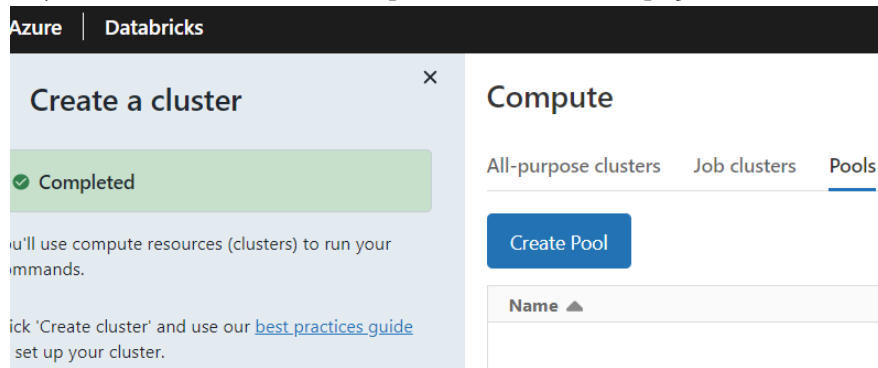 Azure | Databricks
Create a cluster
Completed
u'll use compute resources (clusters) to run your
mmands.
ick 'Create cluster' and use our best practices guide
set up your cluster.
Compute
All-purpose clusters Job clusters Pools
Create Pool
Name